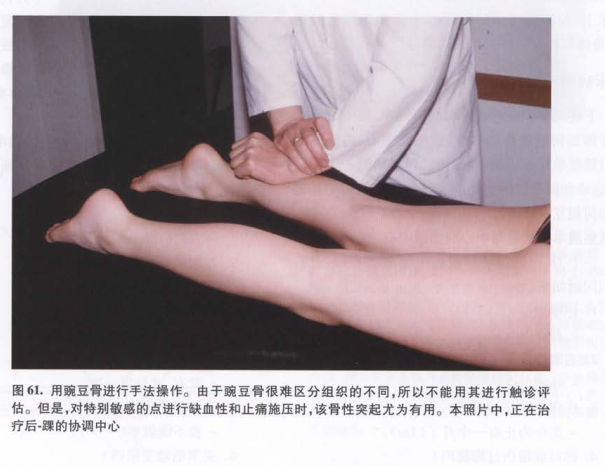 图 61. 用豌豆骨进行手法操作。由于豌豆骨很难区分组织的不同,所以不能用其进行触诊评
估。但是,对特别敏感的点进行缺血性和止痛施压时,该骨性突起尤为有用。本照片中,正在治
疗后-踝的协调中心